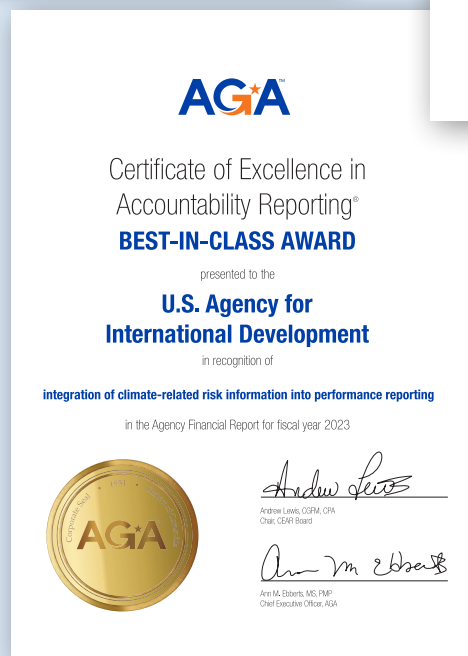 AGA™
Certificate of Excellence in
Accountability Reporting®
BEST-IN-CLASS AWARD
presented to the
U.S. Agency for
International Development
in recognition of
integration of climate-related risk information into performance reporting
in the Agency Financial Report for fiscal year 2023
Corporate Seal
AGA
Andrew Lewis
Andrew Lewis, CGFM, CPA
Chair, CEAR Board
Ann M Ebberts
Ann M. Ebberts, MS, PMP
Chief Executive Officer, AGA